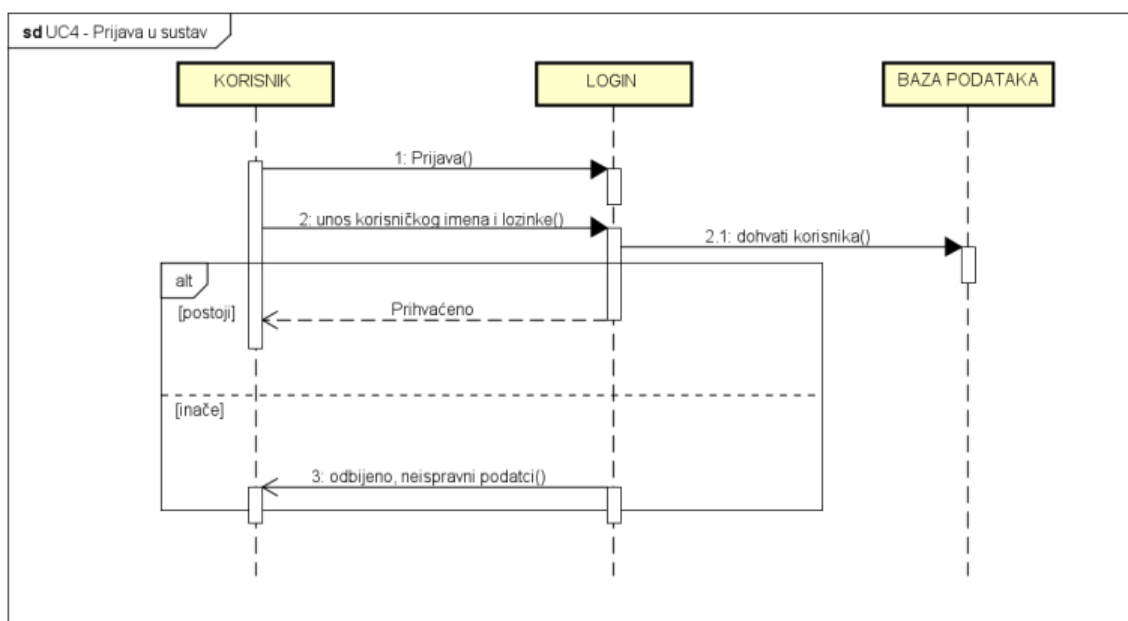 sd UC4 - Prijava u sustav
KORISNIK
LOGIN
BAZA PODATAKA
1: Prijava()
2: unos korisničkog imena i lozinke()
2.1: dohvati korisnika()
alt
[postoji]
Prihvaćeno
[inače]
3: odbijeno, neispravni podatci()